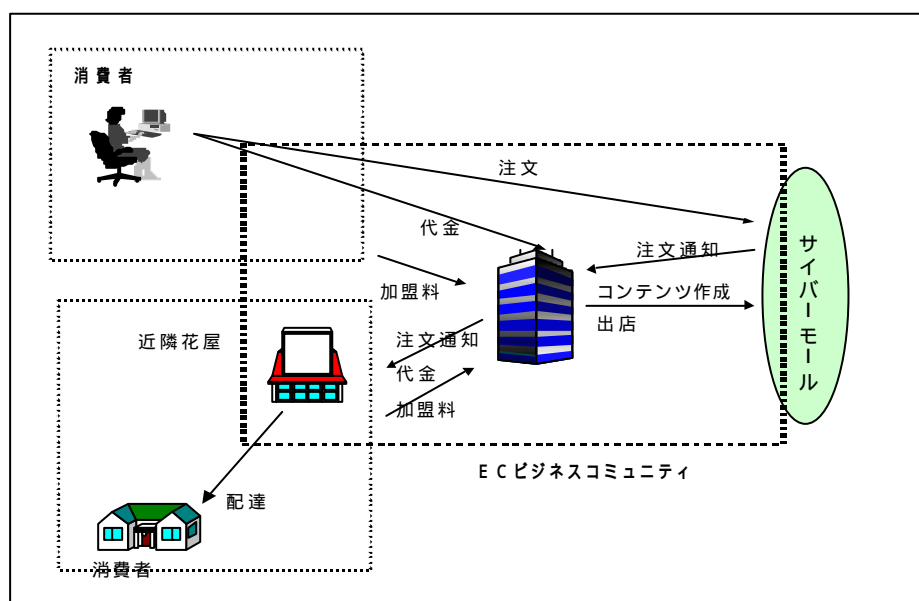 消費者
注文
代金
注文通知
加盟料
コンテンツ作成
出店
サイバーモール
近隣花屋
注文通知
代金
加盟料
ECビジネスコミュニティ
配達
消費者